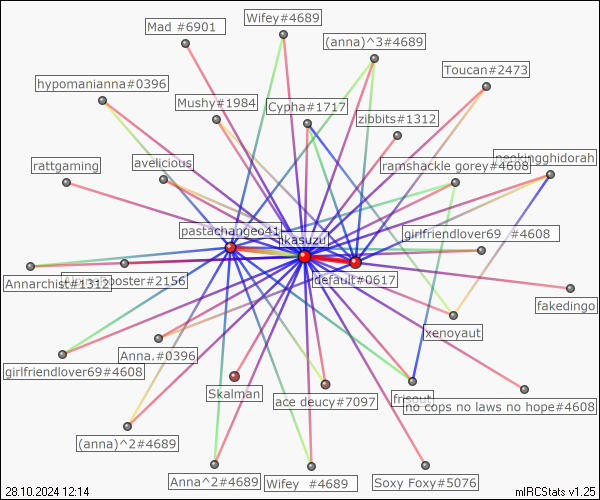 Wifey#4689
Mad #6901
(anna)^3#4689
Toucan#2473
hypomanianna#0396
Mushy#1984
Cypha#1717
zibbits#1312
rattgaming
avelicious
ramshackle gorey#4608
pastachangeo41
ikasuzu
girlfriendlover69 #4608
default#0617
Annarchist#1312
#2156
fakedingo
xenoyaut
Anna.#0396
girlfriendlover69#4608
Skalman
ace deucy#7097
frisout
no cops no laws no hope#4608
(anna)^2#4689
Anna^2#4689
Wifey #4689
Soxy Foxy#5076
28.10.2024 12:14
mIRCStats v1.25